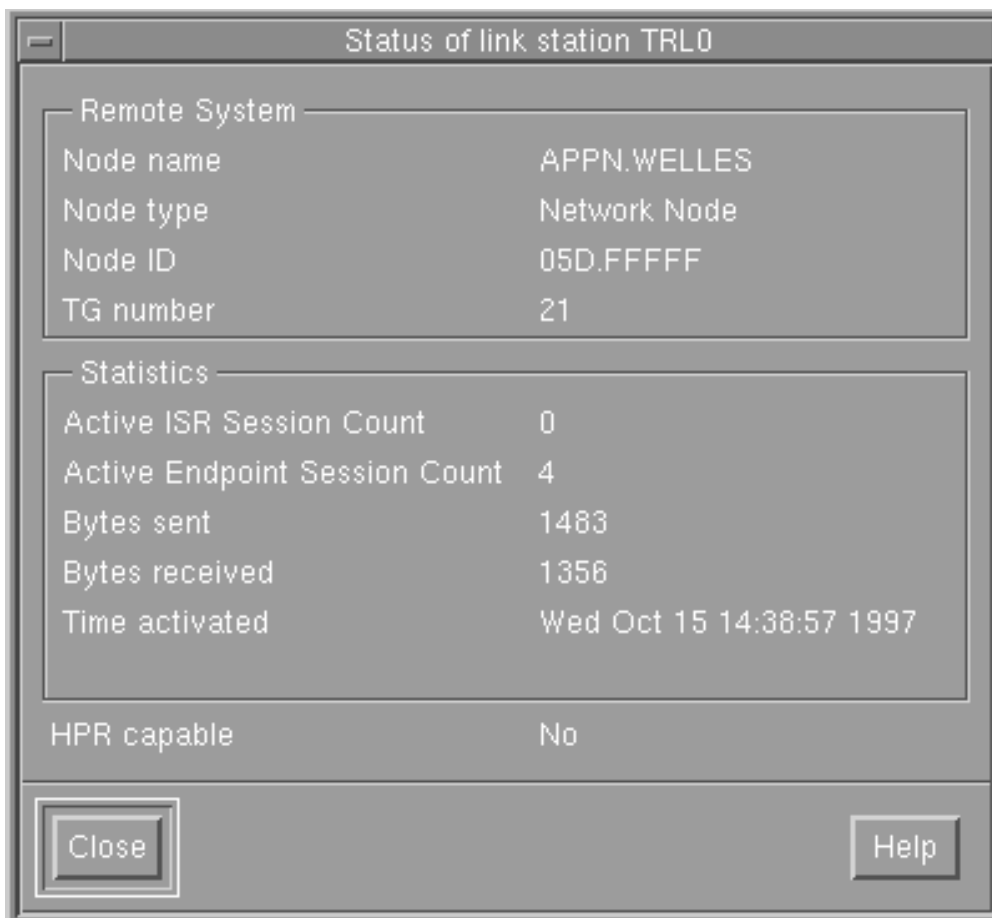 Status of link station TRL0
Remote System
Node name APPN.WELLES
Node type Network Node
Node ID 05D.FFFFF
TG number 21
Statistics
Active ISR Session Count 0
Active Endpoint Session Count 4
Bytes sent 1483
Bytes received 1356
Time activated Wed Oct 15 14:38:57 1997
HPR capable No
Close Help